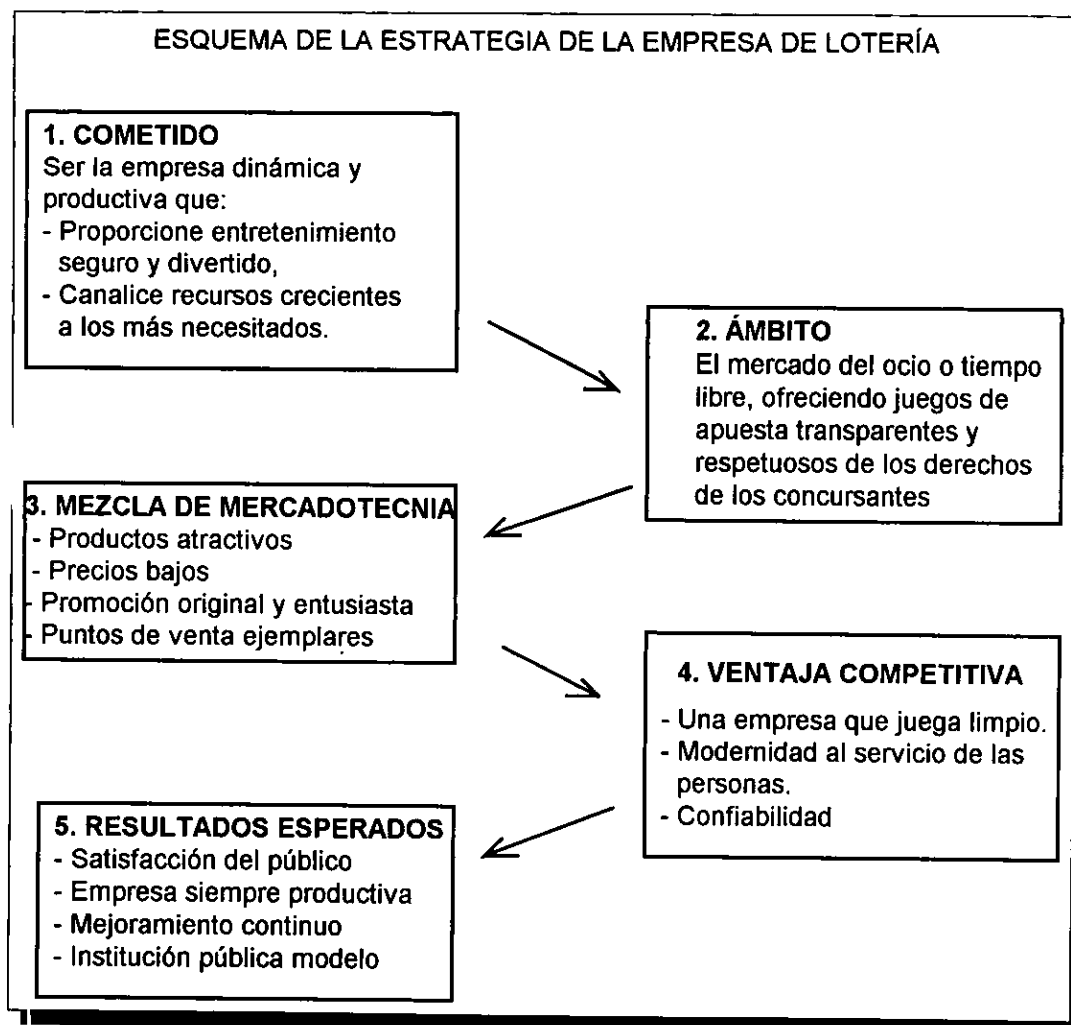 ESQUEMA DE LA ESTRATEGIA DE LA EMPRESA DE LOTERÍA
1. COMETIDO
Ser la empresa dinámica y
productiva que:
- Proporcione entretenimiento
seguro y divertido,
- Canalice recursos crecientes
a los más necesitados.
2. ÁMBITO
El mercado del ocio o tiempo
libre, ofreciendo juegos de
apuesta transparentes y
respetuosos de los derechos
de los concursantes
3. MEZCLA DE MERCADOTECNIA
- Productos atractivos
- Precios bajos
- Promoción original y entusiasta
- Puntos de venta ejemplares
4. VENTAJA COMPETITIVA
- Una empresa que juega limpio.
- Modernidad al servicio de las
personas.
- Confiabilidad
5. RESULTADOS ESPERADOS
- Satisfacción del público
- Empresa siempre productiva
- Mejoramiento continuo
- Institución pública modelo